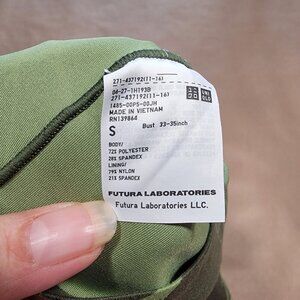 271-437192(11-16)
04-27-1H193B
271-437192(11-16)
1485-00PS-00JH
MADE IN VIETNAM
RN139864
S
Bust 33-35inch
BODY/
72% POLYESTER
28% SPANDEX
LINING/
79% NYLON
21% SPANDEX
FUTURA LABORATORIES
Futura Laboratories LLC.